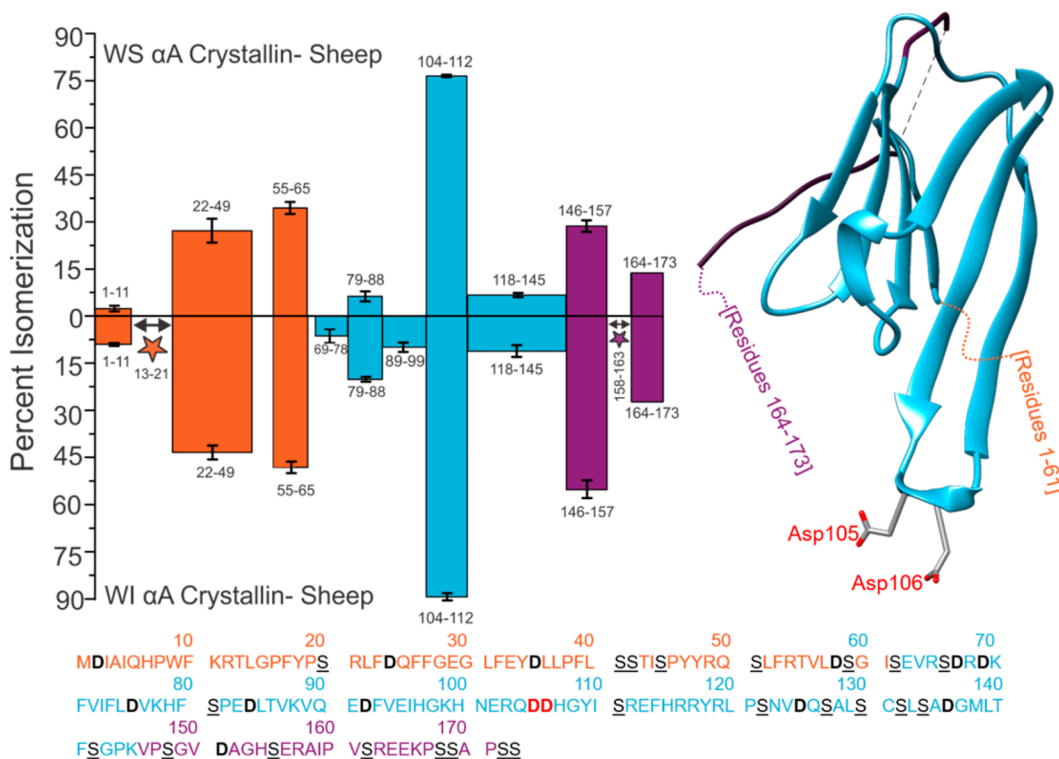 WS αA Crystallin- Sheep
Percent Isomerization
90
75
60
45
30
15
0
15
30
45
60
75
90
1-11
22-49
55-65
79-88
104-112
118-145
146-157
164-173
1-11
13-21
22-49
55-65
69-78
79-88
89-99
104-112
118-145
146-157
158-163
164-173
WI αA Crystallin- Sheep
[Residues 164-173]
[Residues 1-61]
Asp105
Asp106
10 20 30 40 50 60 70
MDIAIQHPWF KRTLGPFYPS RLFDQFFGEG LFEYDLLPFL SSTISPYYRQ SLFRTVLDSG ISEVRSDRDK
80 90 100 110 120 130 140
FVIFLDVKHF SPEDLTVKVQ EDFVEIHGKH NERQDDHGYI SREFHRRYRL PSNVDQSALS CSLSADGMLT
150 160 170
FSGPKVPSGV DAGHSERAIP VSREEKPSSA PSS